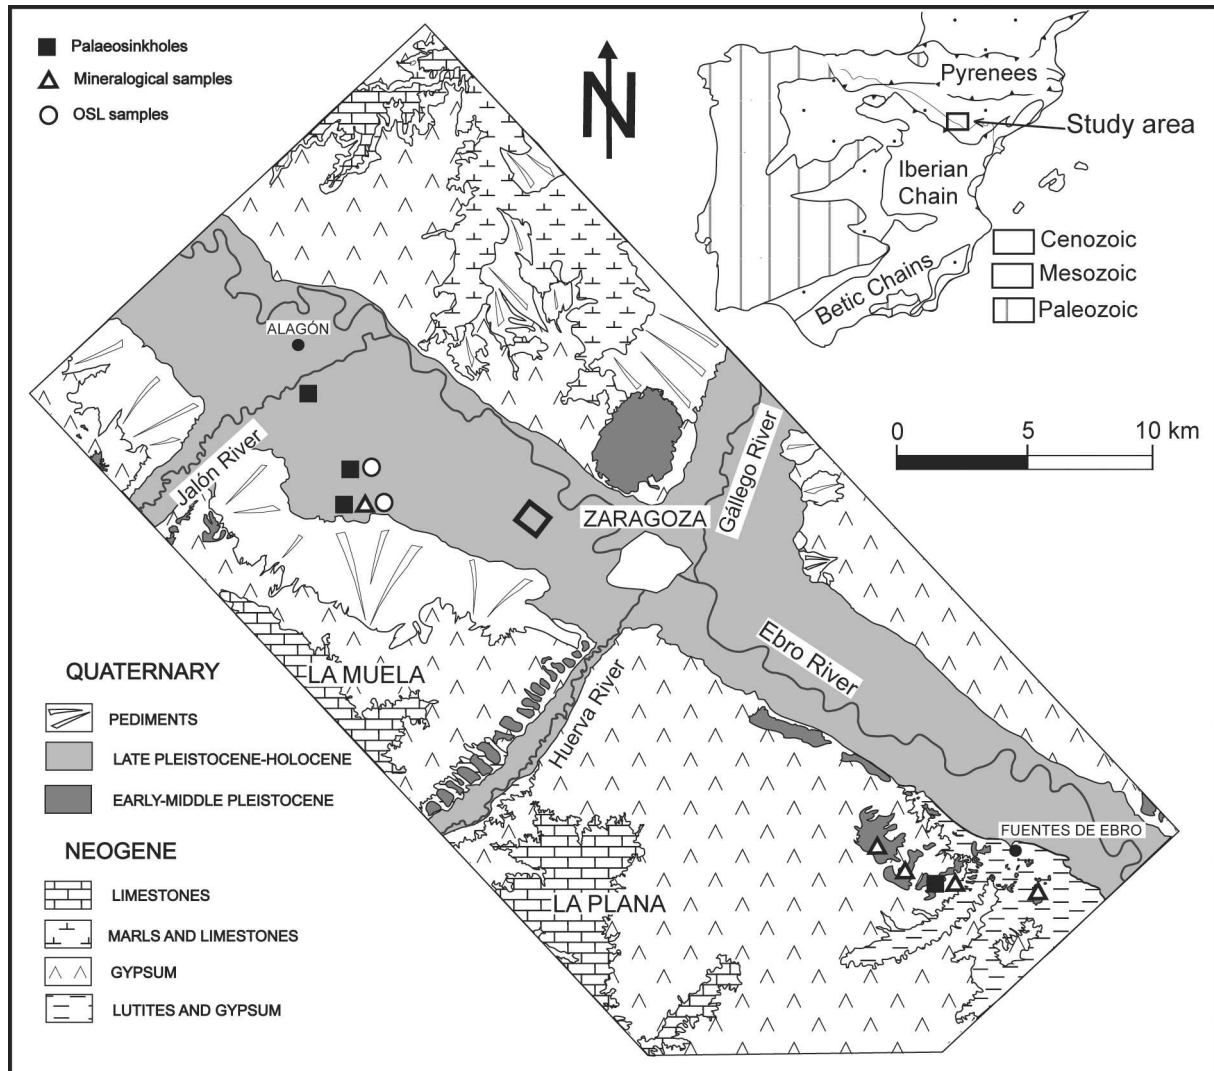 Palaeosinkholes
Mineralogical samples
OSL samples
N
Pyrenees
Study area
Iberian
Chain
Betic Chains
Cenozoic
Mesozoic
Paleozoic
ALAGÓN
Jalón River
ZARAGOZA
Gállego River
0 5 10 km
Ebro River
Huerva River
LA MUELA
LA PLANA
FUENTES DE EBRO
QUATERNARY
PEDIMENTS
LATE PLEISTOCENE-HOLOCENE
EARLY-MIDDLE PLEISTOCENE
NEOGENE
LIMESTONES
MARLS AND LIMESTONES
GYPSUM
LUTITES AND GYPSUM